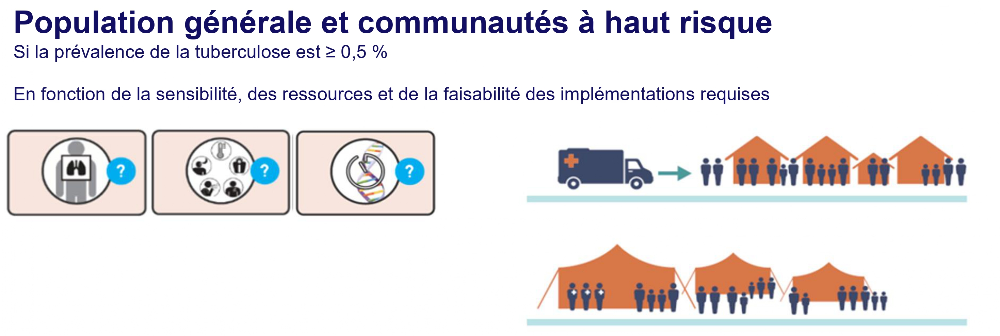 Population générale et communautés à haut risque
Si la prévalence de la tuberculose est ≥ 0,5 %
En fonction de la sensibilité, des ressources et de la faisabilité des implémentations requises
? ? ?